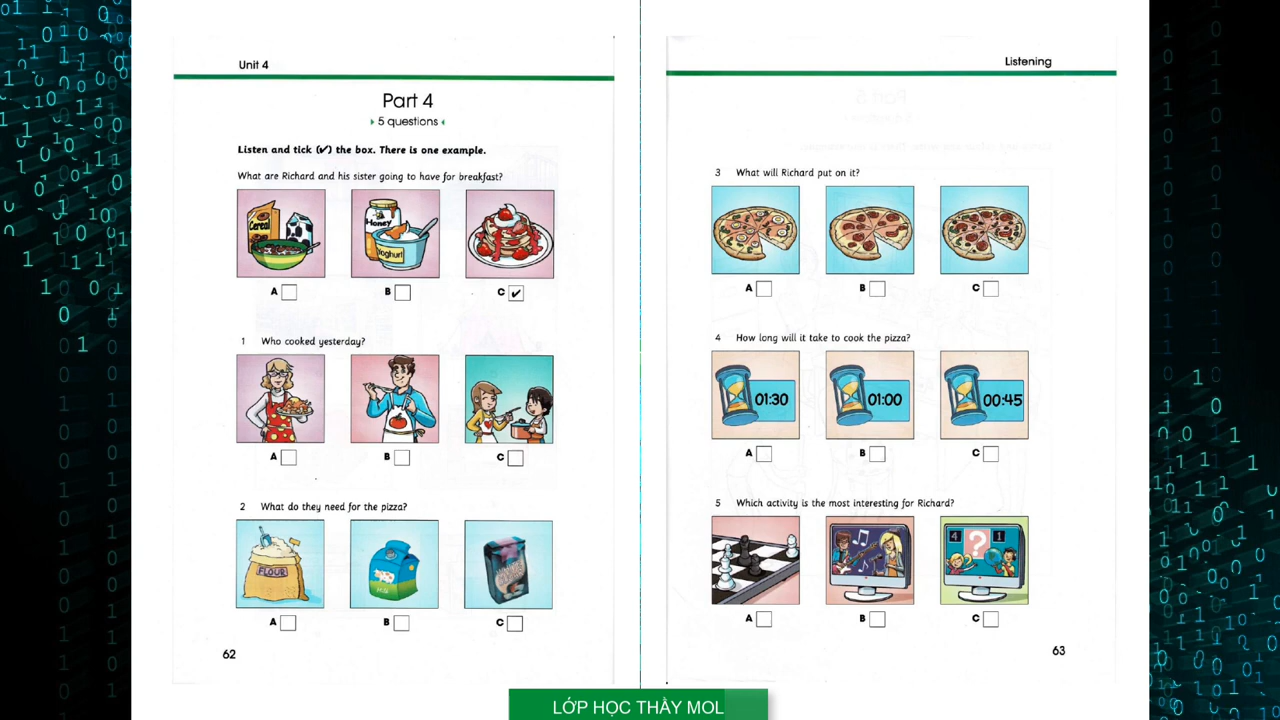 Unit 4
Part 4
5 questions
Listen and tick (✔) the box. There is one example.
What are Richard and his sister going to have for breakfast?
Cereal
Honey
Yoghurt
A
B
C ✔
1 Who cooked yesterday?
A
B
C
2 What do they need for the pizza?
FLOUR
Milk
A
B
C
62
Listening
3 What will Richard put on it?
A
B
C
4 How long will it take to cook the pizza?
01:30
01:00
00:45
A
B
C
5 Which activity is the most interesting for Richard?
4 ? 1
A
B
C
63
LỚP HỌC THẦY MOL